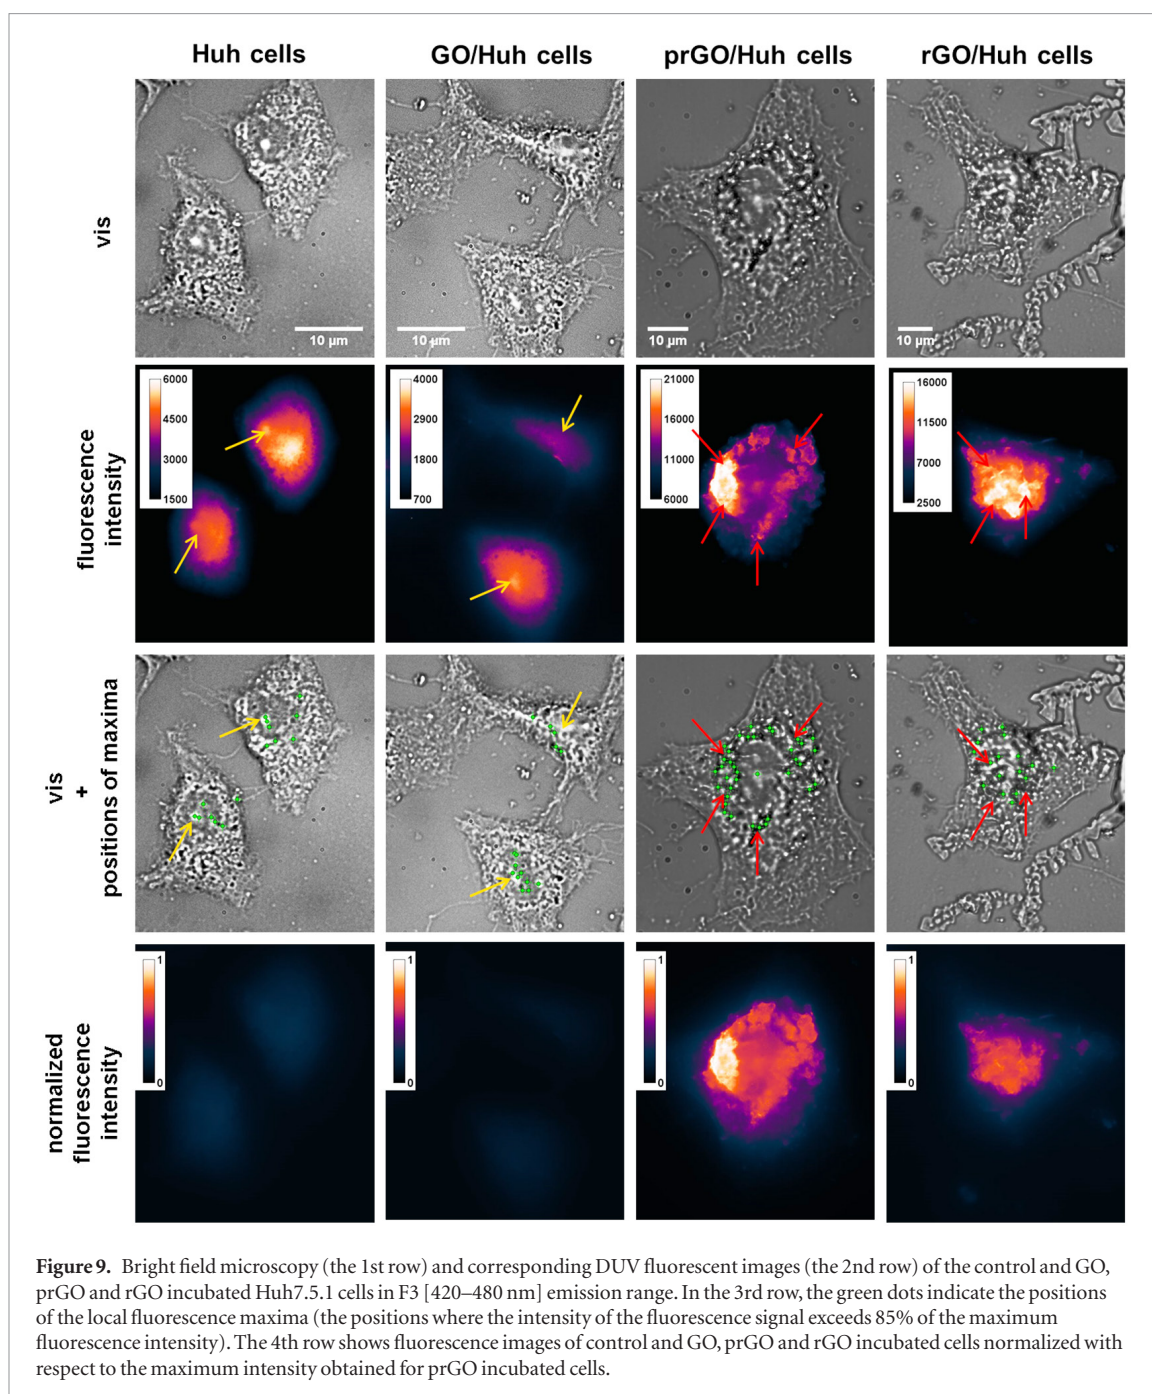 Huh cells GO/Huh cells prGO/Huh cells rGO/Huh cells
vis
10 µm 10 µm 10 µm 10 µm
fluorescence
intensity
6000 4000 21000 16000
4500 2900 16000 11500
3000 1800 11000 7000
1500 700 6000 2500
vis
+
positions of maxima
normalized
fluorescence
intensity
1 1 1 1
0 0 0 0
Figure 9. Bright field microscopy (the 1st row) and corresponding DUV fluorescent images (the 2nd row) of the control and GO,
prGO and rGO incubated Huh7.5.1 cells in F3 [420–480 nm] emission range. In the 3rd row, the green dots indicate the positions
of the local fluorescence maxima (the positions where the intensity of the fluorescence signal exceeds 85% of the maximum
fluorescence intensity). The 4th row shows fluorescence images of control and GO, prGO and rGO incubated cells normalized with
respect to the maximum intensity obtained for prGO incubated cells.